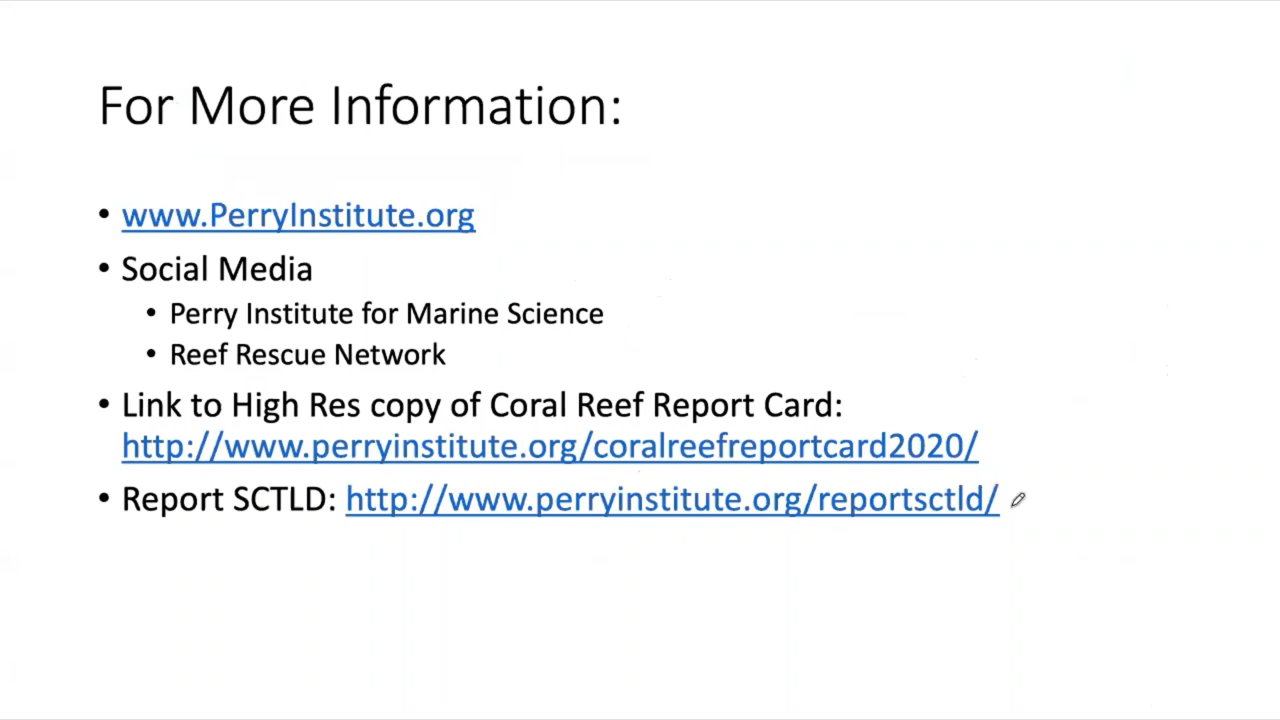 For More Information:
• www.PerryInstitute.org
• Social Media
• Perry Institute for Marine Science
• Reef Rescue Network
• Link to High Res copy of Coral Reef Report Card:
http://www.perryinstitute.org/coralreefreportcard2020/
• Report SCTLD: http://www.perryinstitute.org/reportsctld/